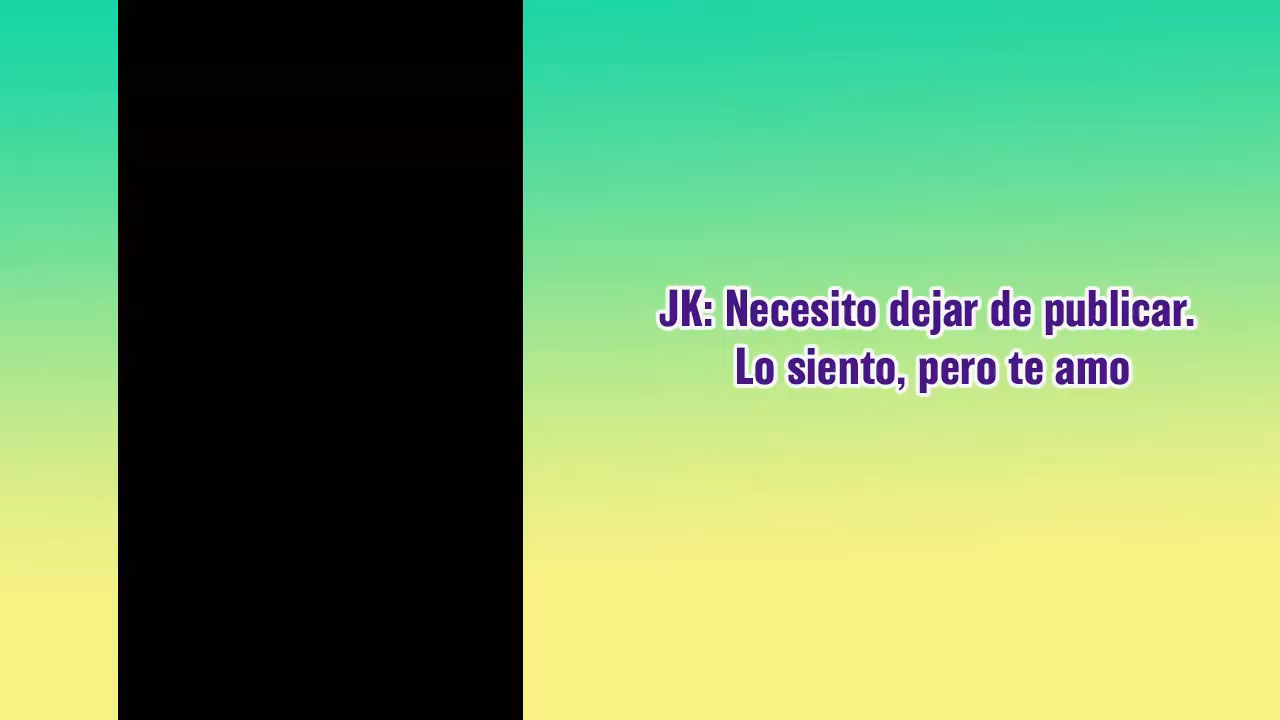 JK: Necesito dejar de publicar.
Lo siento, pero te amo